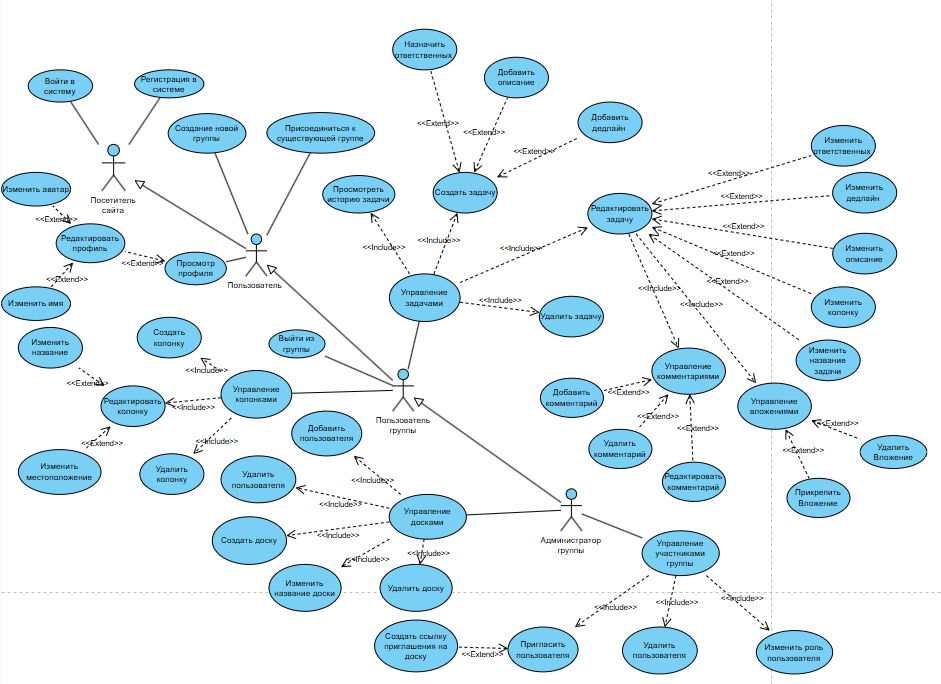 Назначить
ответственных
Добавить
описание
Войти в
систему
Регистрация в
системе
Добавить
дедлайн
<<Extend>>
<<Extend>>
<<Extend>>
Создание новой
группы
Присоединиться к
существующей группе
Изменить
ответственных
Посетитель
сайта
<<Extend>>
Изменить аватар
Просмотреть
историю задачи
Создать задачу
Изменить
дедлайн
<<Extend>>
<<Extend>>
Редактировать
задачу
<<Extend>>
Редактировать
профиль
<<Include>>
<<Include>>
<<Include>>
Изменить
описание
<<Extend>>
<<Extend>>
Просмотр
профиля
Пользователь
<<Extend>>
<<Extend>>
Управление
задачами
<<Include>>
<<Include>>
<<Include>>
Изменить имя
Изменить
колонку
Удалить задачу
Создать
колонку
Изменить
название
Выйти из
группы
Изменить
название
задачи
<<Include>>
<<Extend>>
Управление
комментариями
Управление
колонками
Добавить
комментарий
<<Extend>>
Редактировать
колонку
<<Include>>
Управление
вложениями
Пользователь
группы
<<Extend>>
<<Extend>>
<<Extend>>
Добавить
пользователя
<<Extend>>
<<Include>>
Удалить
комментарий
<<Extend>>
Удалить
Вложение
Изменить
местоположение
Удалить
колонку
Удалить
пользователя
<<Include>>
Редактировать
комментарий
Прикрепить
Вложение
<<Include>>
Управление
досками
Создать доску
<<Include>>
Администратор
группы
Управление
участниками
группы
<<Include>>
<<Include>>
Изменить
название доски
Удалить доску
<<Include>>
<<Include>>
<<Include>>
Создать ссылку
приглашения на
доску
<<Extend>>
Пригласить
пользователя
Удалить
пользователя
Изменить роль
пользователя